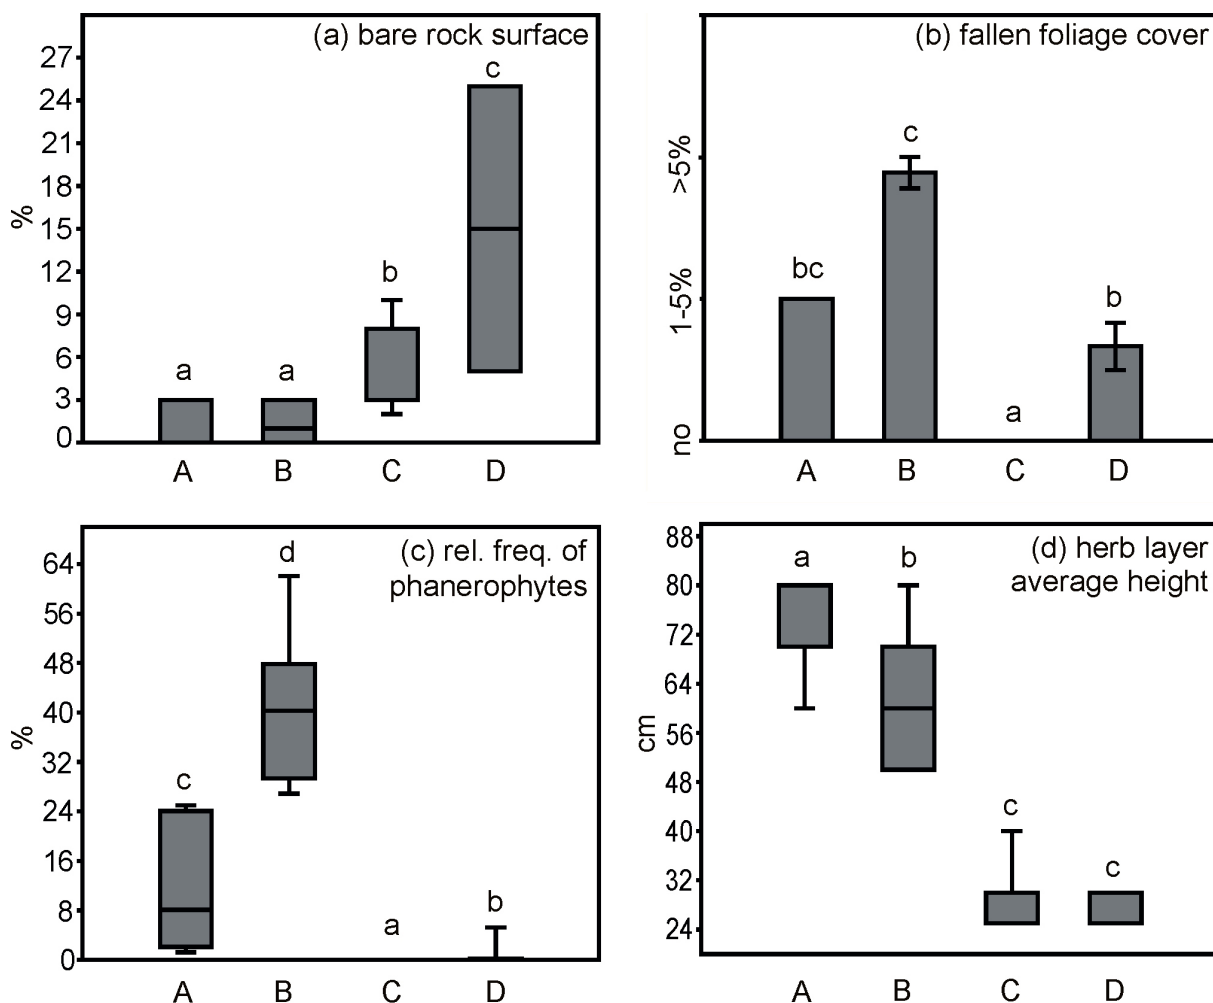 (a) bare rock surface
27
24
21
18
15
12
9
6
3
0
%
a
a
b
c
A
B
C
D
(b) fallen foliage cover
>5%
1-5%
no
bc
c
a
b
A
B
C
D
(c) rel. freq. of
phanerophytes
64
56
48
40
32
24
16
8
0
%
c
d
a
b
A
B
C
D
(d) herb layer
average height
88
80
72
64
56
48
40
32
24
cm
a
b
c
c
A
B
C
D